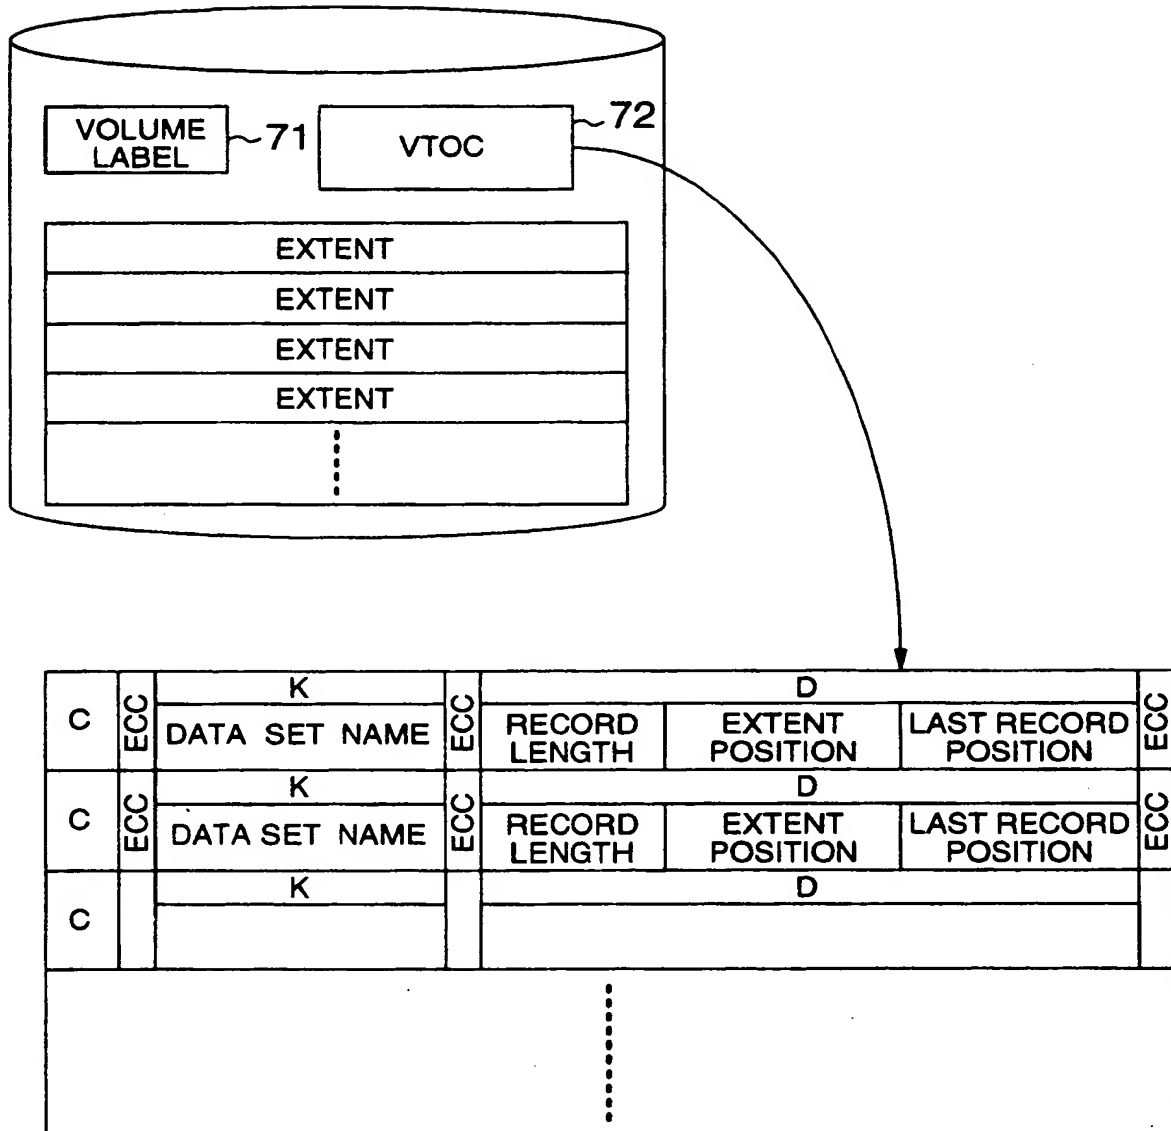 VOLUME LABEL 71
VTOC 72
EXTENT
EXTENT
EXTENT
EXTENT
C ECC K ECC D ECC
DATA SET NAME RECORD LENGTH EXTENT POSITION LAST RECORD POSITION
C ECC K ECC D ECC
DATA SET NAME RECORD LENGTH EXTENT POSITION LAST RECORD POSITION
C K D